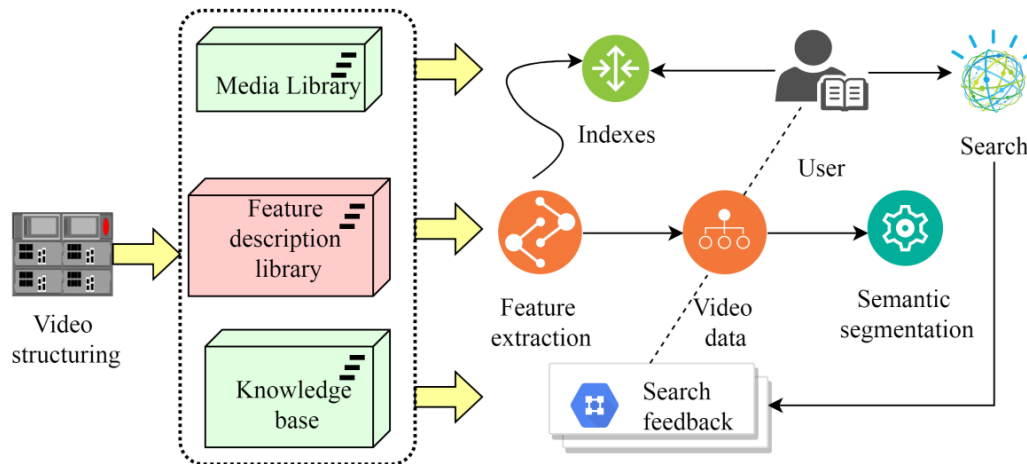 Media Library
Indexes
User
Search
Feature
description
library
Video
structuring
Feature
extraction
Video
data
Semantic
segmentation
Knowledge
base
Search
feedback